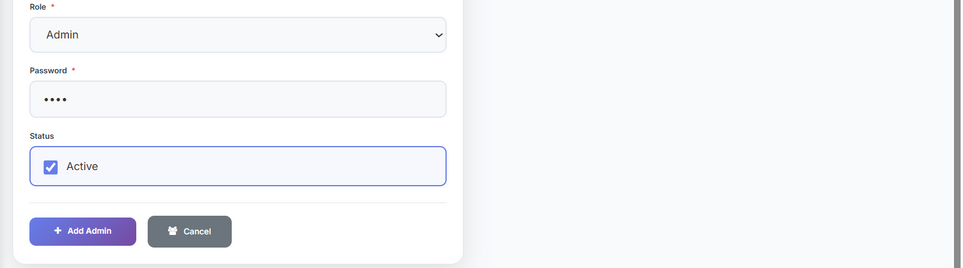 Role *
Admin
Password *
••••
Status
Active
Add Admin
Cancel